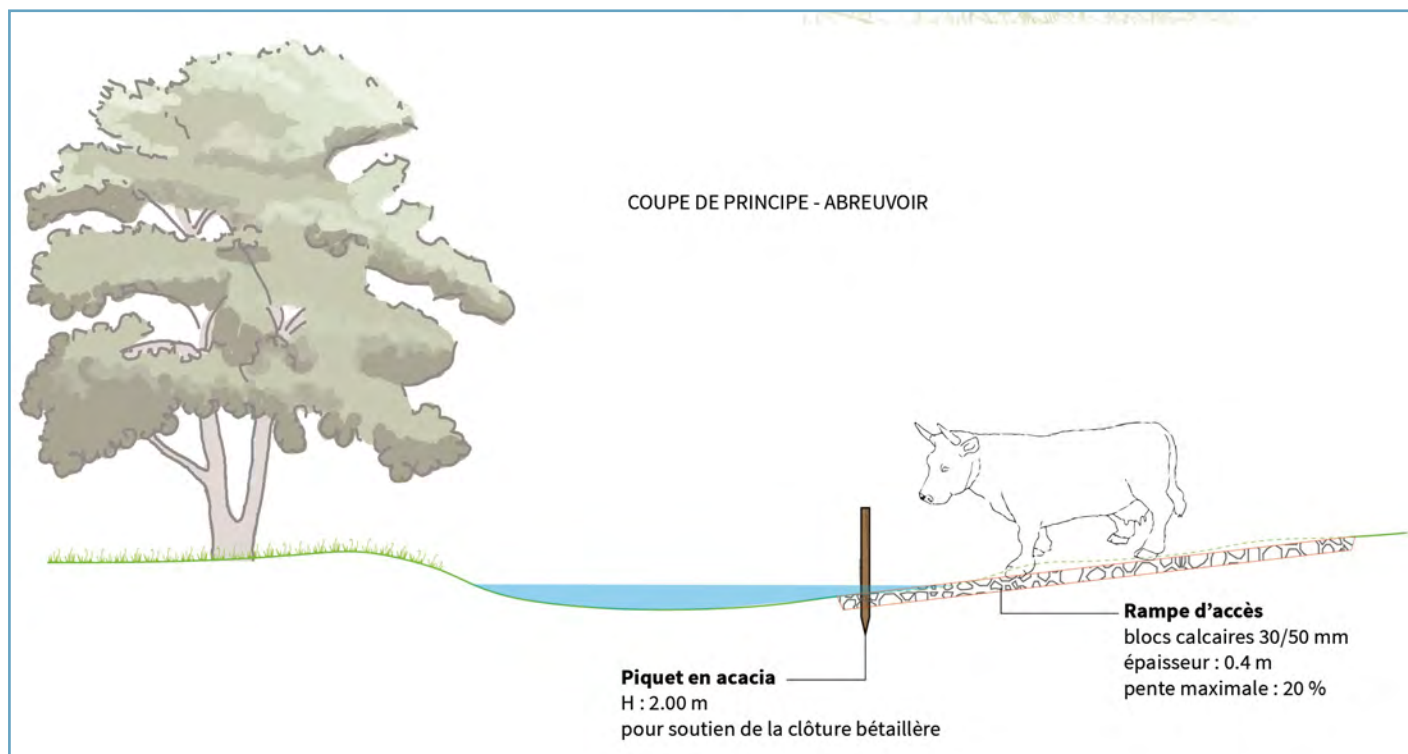 COUPE DE PRINCIPE - ABREUVOIR
Rampe d’accès
blocs calcaires 30/50 mm
épaisseur : 0.4 m
pente maximale : 20 %
Piquet en acacia
H : 2.00 m
pour soutien de la clôture bétaillère